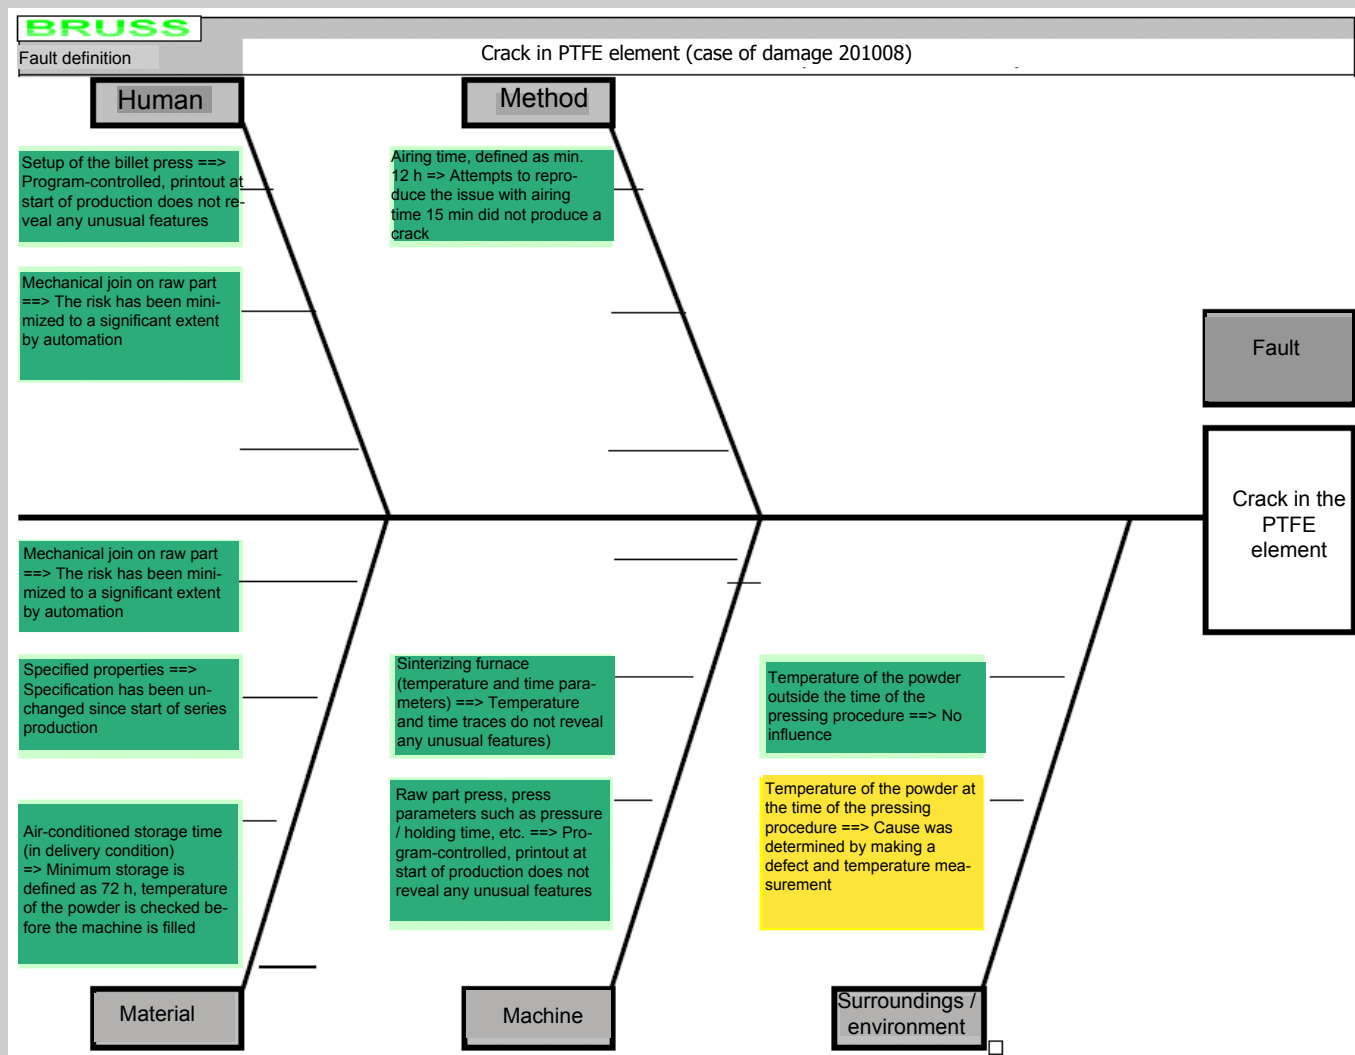 BRUSS
Fault definition
Crack in PTFE element (case of damage 201008)
Human
Method
Setup of the billet press ==>
Program-controlled, printout at
start of production does not re-
veal any unusual features
Airing time, defined as min.
12 h => Attempts to repro-
duce the issue with airing
time 15 min did not produce a
crack
Mechanical join on raw part
==> The risk has been mini-
mized to a significant extent
by automation
Fault
Crack in the
PTFE
element
Mechanical join on raw part
==> The risk has been mini-
mized to a significant extent
by automation
Specified properties ==>
Specification has been un-
changed since start of series
production
Sinterizing furnace
(temperature and time para-
meters) ==> Temperature
and time traces do not reveal
any unusual features)
Temperature of the powder
outside the time of the
pressing procedure ==> No
influence
Air-conditioned storage time
(in delivery condition)
=> Minimum storage is
defined as 72 h, temperature
of the powder is checked be-
fore the machine is filled
Raw part press, press
parameters such as pressure
/ holding time, etc. ==> Pro-
gram-controlled, printout at
start of production does not
reveal any unusual features
Temperature of the powder at
the time of the pressing
procedure ==> Cause was
determined by making a
defect and temperature mea-
surement
Material
Machine
Surroundings /
environment